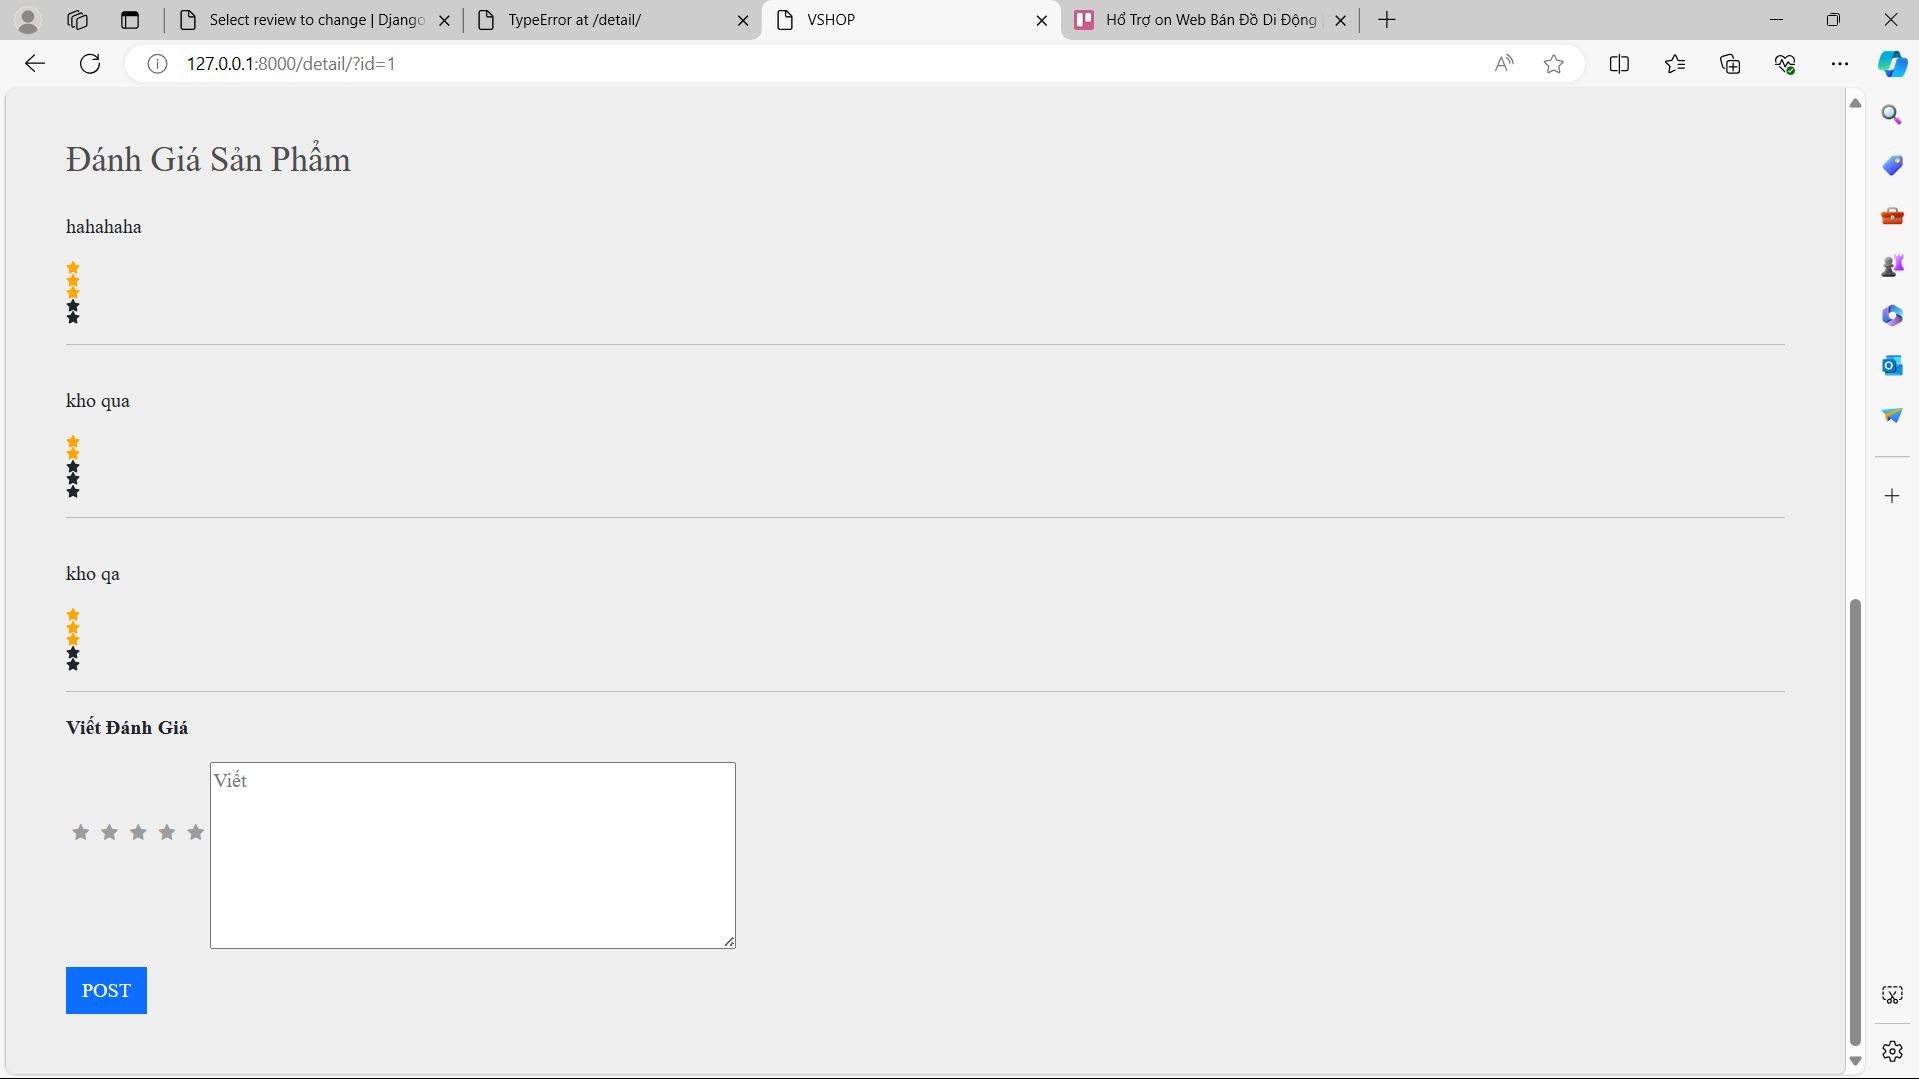 Select review to change | Django
TypeError at /detail/
VSHOP
Hổ Trợ on Web Bán Đồ Di Động
127.0.0.1:8000/detail/?id=1
Đánh Giá Sản Phẩm
hahahaha
kho qua
kho qa
Viết Đánh Giá
Viết
POST